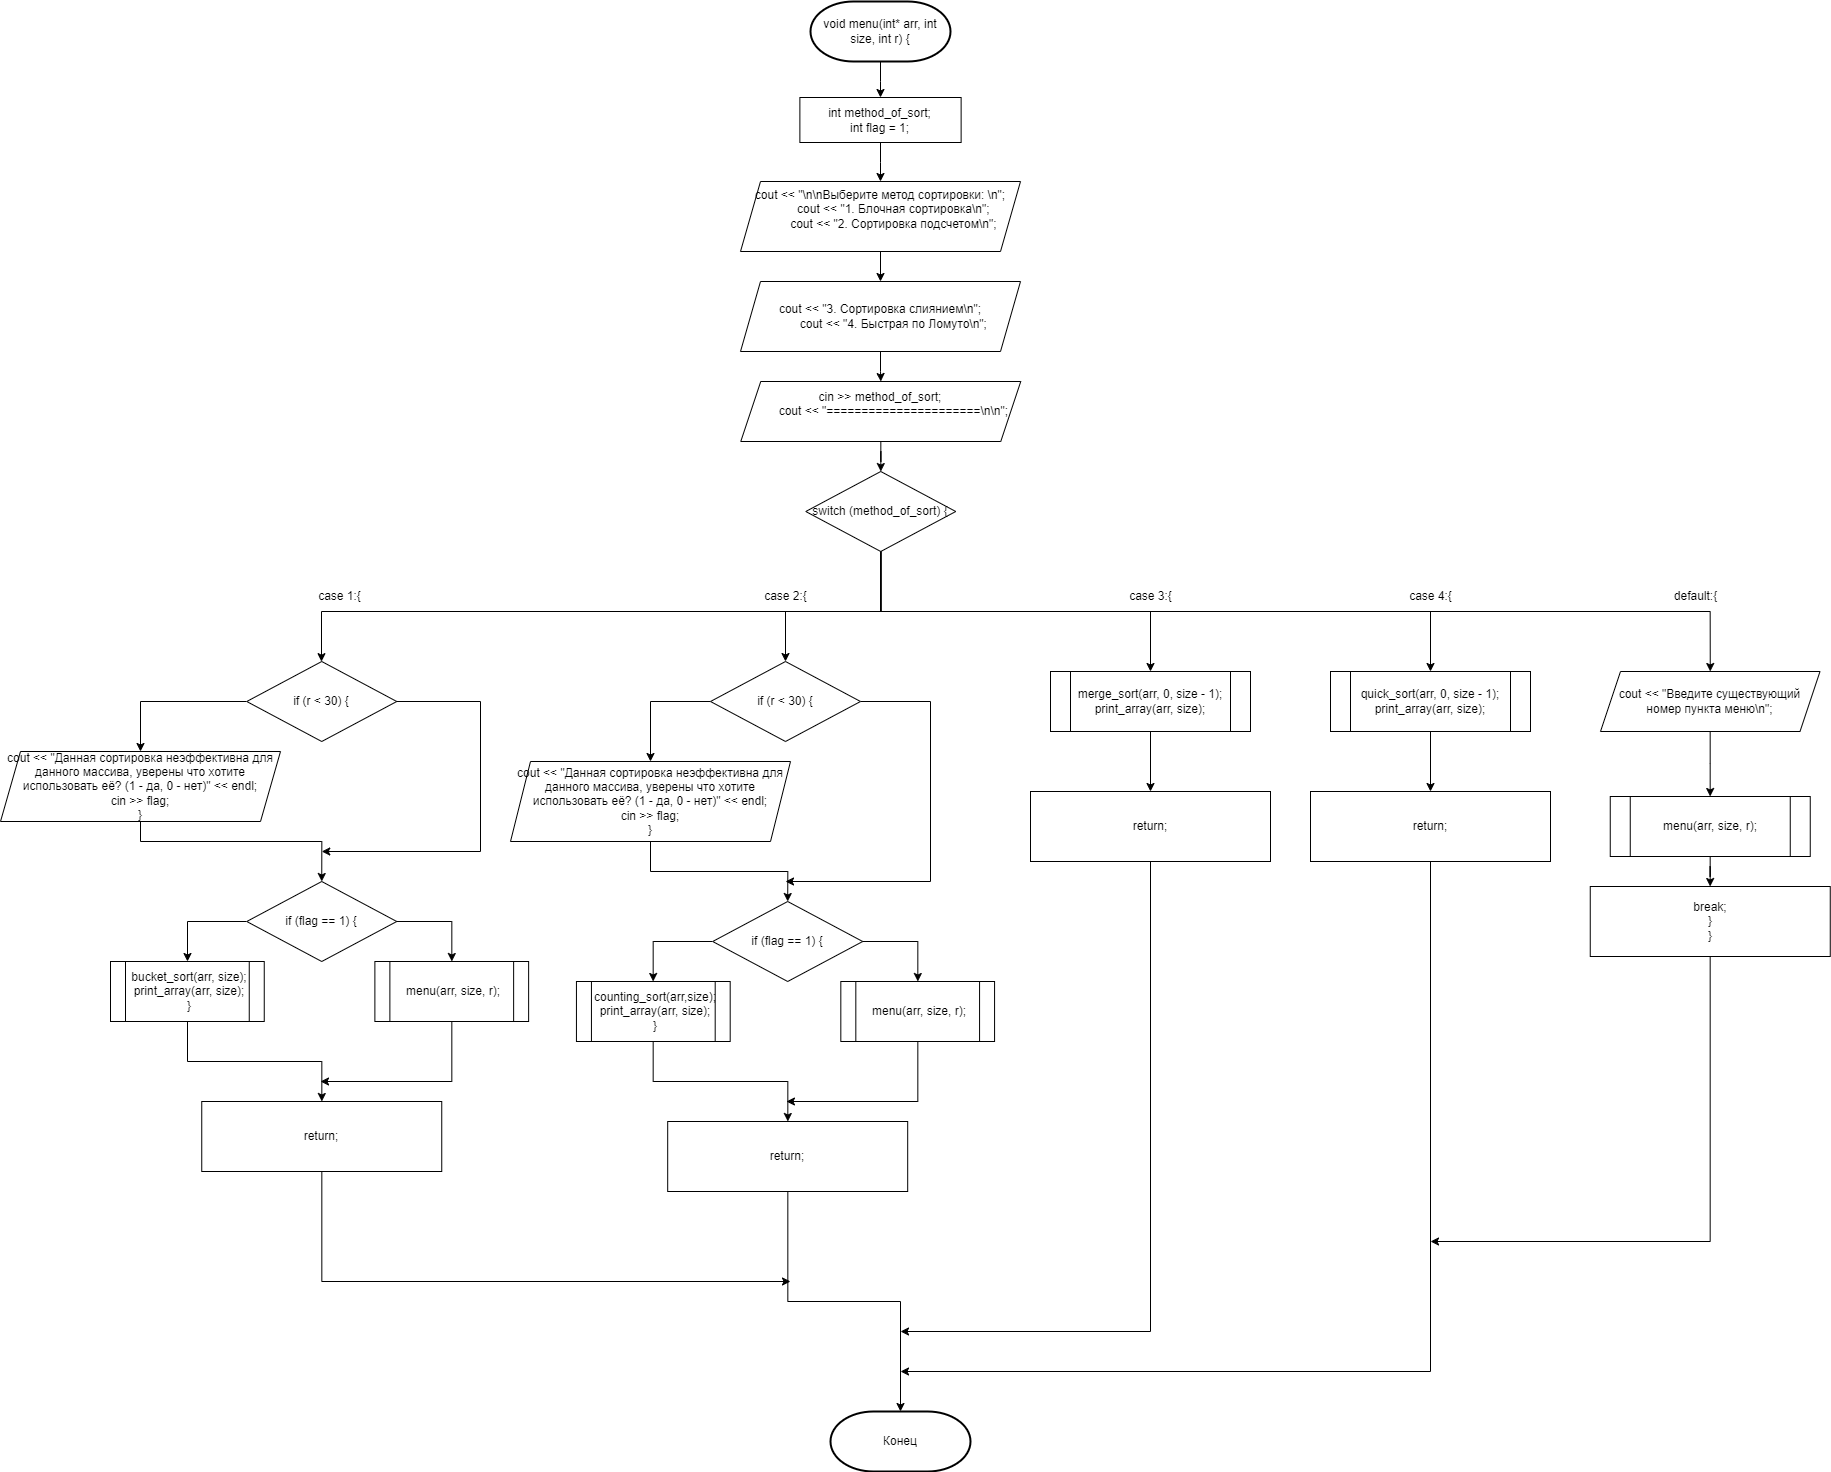 void menu(int* arr, int
size, int r) {
int method_of_sort;
int flag = 1;
cout << "\n\nВыберите метод сортировки: \n";
cout << "1. Блочная сортировка\n";
cout << "2. Сортировка подсчетом\n";
cout << "3. Сортировка слиянием\n";
cout << "4. Быстрая по Ломуто\n";
cin >> method_of_sort;
cout << "======================\n\n";
switch (method_of_sort) {
case 1:{
case 2:{
case 3:{
case 4:{
default:{
if (r < 30) {
cout << "Данная сортировка неэффективна для
данного массива, уверены что хотите
использовать её? (1 - да, 0 - нет)" << endl;
cin >> flag;
}
if (flag == 1) {
bucket_sort(arr, size);
print_array(arr, size);
}
menu(arr, size, r);
return;
if (r < 30) {
cout << "Данная сортировка неэффективна для
данного массива, уверены что хотите
использовать её? (1 - да, 0 - нет)" << endl;
cin >> flag;
}
if (flag == 1) {
counting_sort(arr,size);
print_array(arr, size);
}
menu(arr, size, r);
return;
merge_sort(arr, 0, size - 1);
print_array(arr, size);
return;
quick_sort(arr, 0, size - 1);
print_array(arr, size);
return;
cout << "Введите существующий
номер пункта меню\n";
menu(arr, size, r);
break;
}
}
Конец